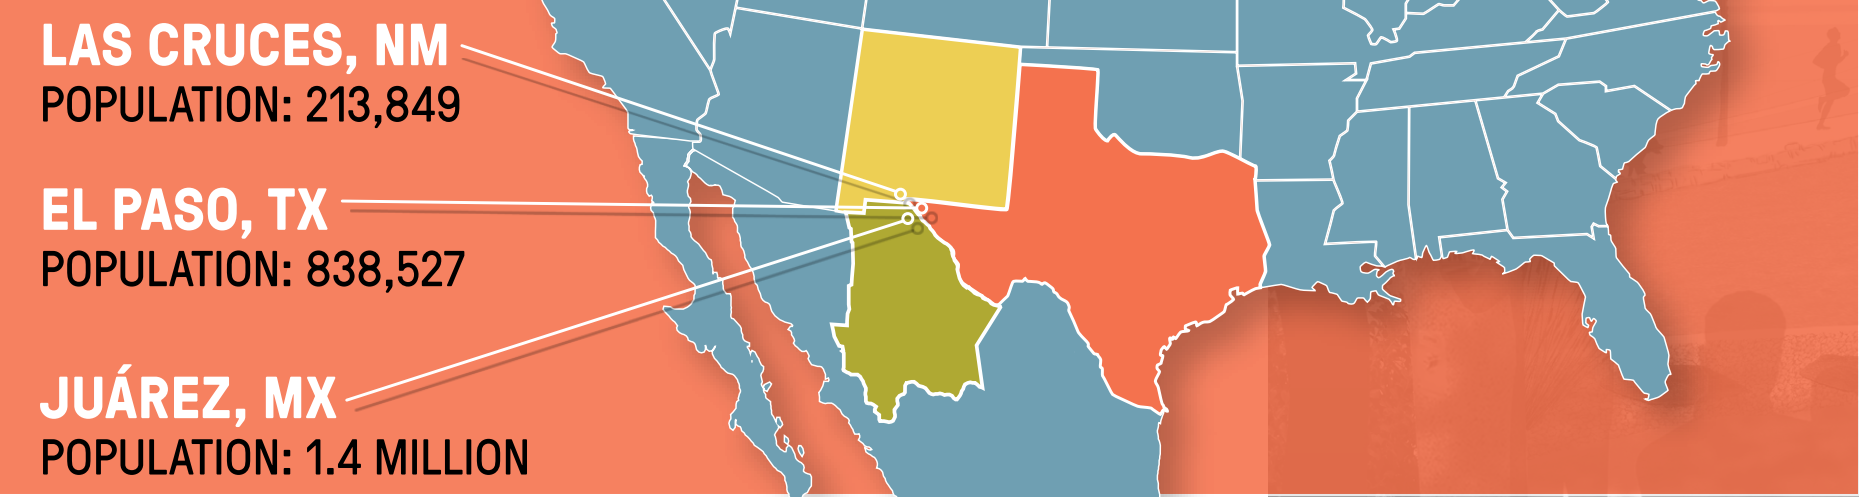 LAS CRUCES, NM
POPULATION: 213,849
EL PASO, TX
POPULATION: 838,527
JUÁREZ, MX
POPULATION: 1.4 MILLION